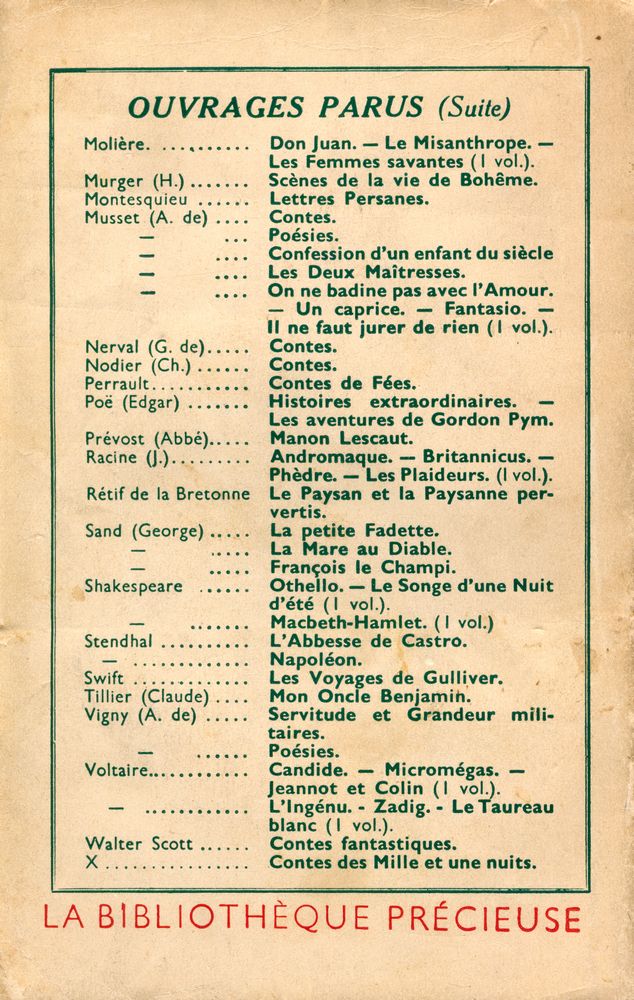 OUVRAGES PARUS (Suite)
Molière. .......... Don Juan. — Le Misanthrope. —
Les Femmes savantes (1 vol.).
Murger (H.) ....... Scènes de la vie de Bohême.
Montesquieu ...... Lettres Persanes.
Musset (A. de) .... Contes.
— ... Poésies.
— .... Confession d'un enfant du siècle
— .... Les Deux Maîtresses.
— .... On ne badine pas avec l'Amour.
— Un caprice. — Fantasio. —
Il ne faut jurer de rien (1 vol.).
Nerval (G. de)..... Contes.
Nodier (Ch.) ...... Contes.
Perrault........... Contes de Fées.
Poë (Edgar) ....... Histoires extraordinaires. —
Les aventures de Gordon Pym.
Prévost (Abbé)..... Manon Lescaut.
Racine (J.)......... Andromaque. — Britannicus. —
Phèdre. — Les Plaideurs. (1 vol.).
Rétif de la Bretonne Le Paysan et la Paysanne per-
vertis.
Sand (George) ..... La petite Fadette.
— ..... La Mare au Diable.
— ..... François le Champi.
Shakespeare ...... Othello. — Le Songe d'une Nuit
d'été (1 vol.).
— ....... Macbeth-Hamlet. (1 vol.)
Stendhal .......... L'Abbesse de Castro.
— ............. Napoléon.
Swift ............. Les Voyages de Gulliver.
Tillier (Claude) .... Mon Oncle Benjamin.
Vigny (A. de) ..... Servitude et Grandeur mili-
taires.
— ...... Poésies.
Voltaire............ Candide. — Micromégas. —
Jeannot et Colin (1 vol.).
— ............ L'Ingénu. - Zadig. - Le Taureau
blanc (1 vol.).
Walter Scott ...... Contes fantastiques.
X ................. Contes des Mille et une nuits.
LA BIBLIOTHÈQUE PRÉCIEUSE